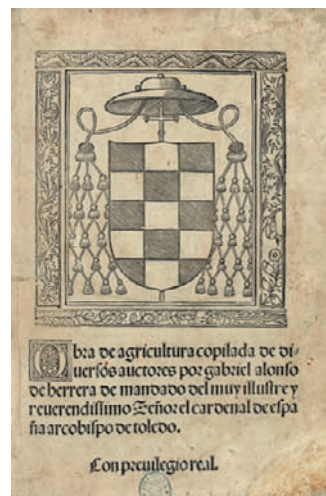 Obra de agricultura copilada de di-
uersos auctores por gabriel alonso
de herrera de mandado del muy illustre y
reuerendissimo Señor el cardenal de espa
ña arçobispo de toledo.
Con preuilegio real.